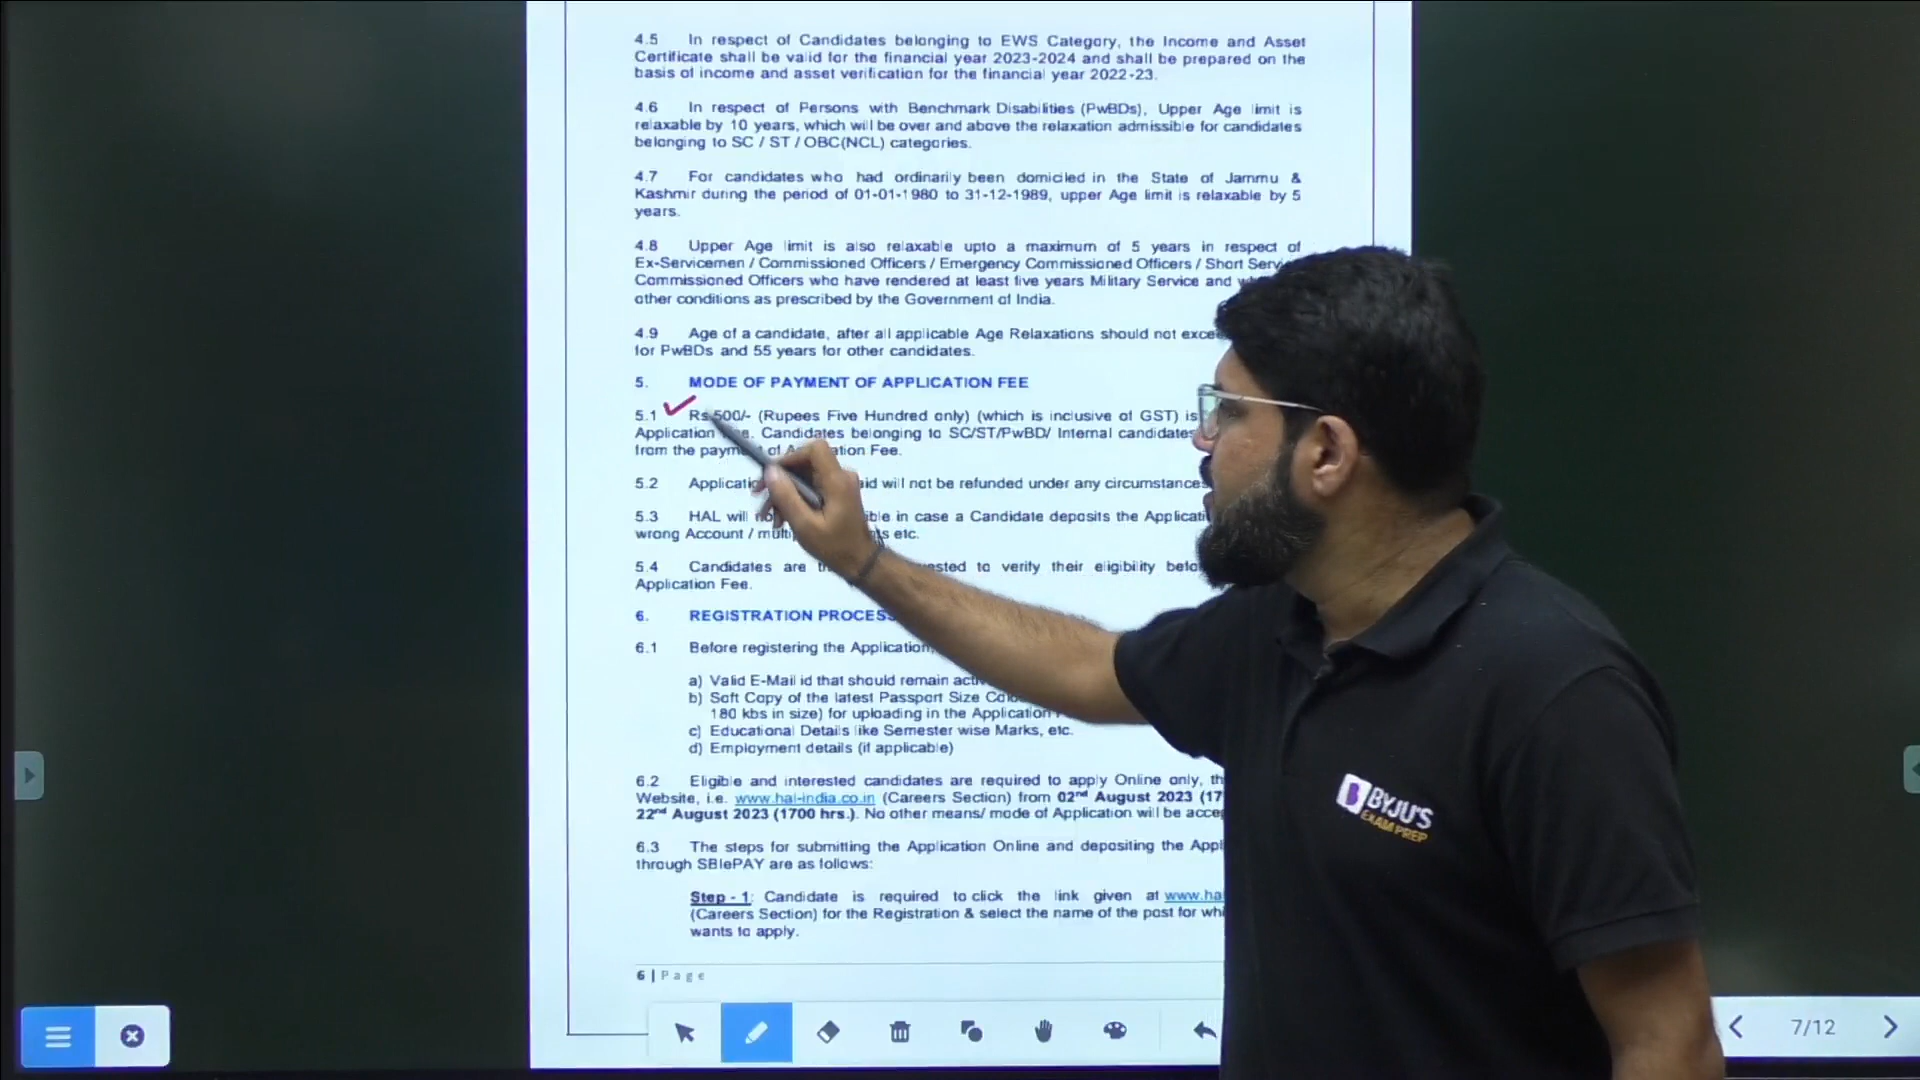 4.5 In respect of Candidates belonging to EWS Category, the Income and Asset
Certificate shall be valid for the financial year 2023-2024 and shall be prepared on the
basis of income and asset verification for the financial year 2022-23.
4.6 In respect of Persons with Benchmark Disabilities (PwBDs), Upper Age limit is
relaxable by 10 years, which will be over and above the relaxation admissible for candidates
belonging to SC / ST / OBC(NCL) categories.
4.7 For candidates who had ordinarily been domiciled in the State of Jammu &
Kashmir during the period of 01-01-1980 to 31-12-1989, upper Age limit is relaxable by 5
years.
4.8 Upper Age limit is also relaxable upto a maximum of 5 years in respect of
Ex-Servicemen / Commissioned Officers / Emergency Commissioned Officers / Short
Commissioned Officers who have rendered at least five years Military Service and
other conditions as prescribed by the Government of India.
4.9 Age of a candidate, after all applicable Age Relaxations should not
for PwBDs and 55 years for other candidates.
5. MODE OF PAYMENT OF APPLICATION FEE
5.1 Rs.500/- (Rupees Five Hundred only) (which is inclusive of GST) is
Application Candidates belonging to SC/ST/PwBD/ Internal candidates
from the of Fee.
5.2 will not be refunded under any circumstances
5.3 HAL will in case a Candidate deposits the
wrong Account / etc.
5.4 Candidates are to verify their eligibility
Application Fee.
6. REGISTRATION PROCESS
6.1 Before registering the Application,
a) Valid E-Mail id that should remain
b) Soft Copy of the latest Passport Size
180 kbs in size) for uploading in the Application
c) Educational Details like Semester wise Marks, etc.
d) Employment details (if applicable)
6.2 Eligible and interested candidates are required to apply Online only,
Website, i.e. www.hal-india.co.in (Careers Section) from 02nd August 2023 (17
22nd August 2023 (1700 hrs.). No other means/ mode of Application will be
6.3 The steps for submitting the Application Online and depositing the
through SBIePAY are as follows:
Step - 1: Candidate is required to click the link given at www.ha
(Careers Section) for the Registration & select the name of the post for
wants to apply.
6 | Page
BYJU'S
EXAM PREP
7/12